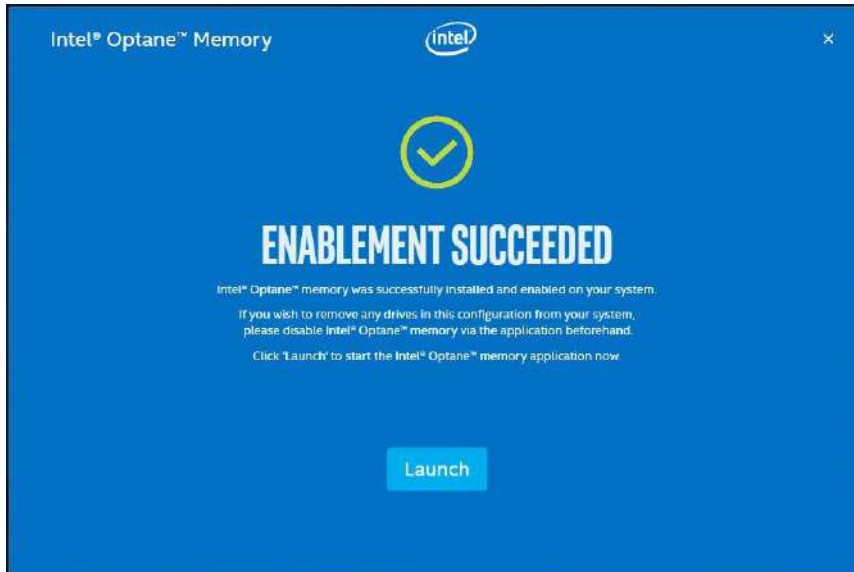 Intel® Optane™ Memory
intel
×
ENABLEMENT SUCCEEDED
Intel® Optane™ memory was successfully installed and enabled on your system.
If you wish to remove any drives in this configuration from your system,
please disable Intel® Optane™ memory via the application beforehand.
Click 'Launch' to start the Intel® Optane™ memory application now.
Launch